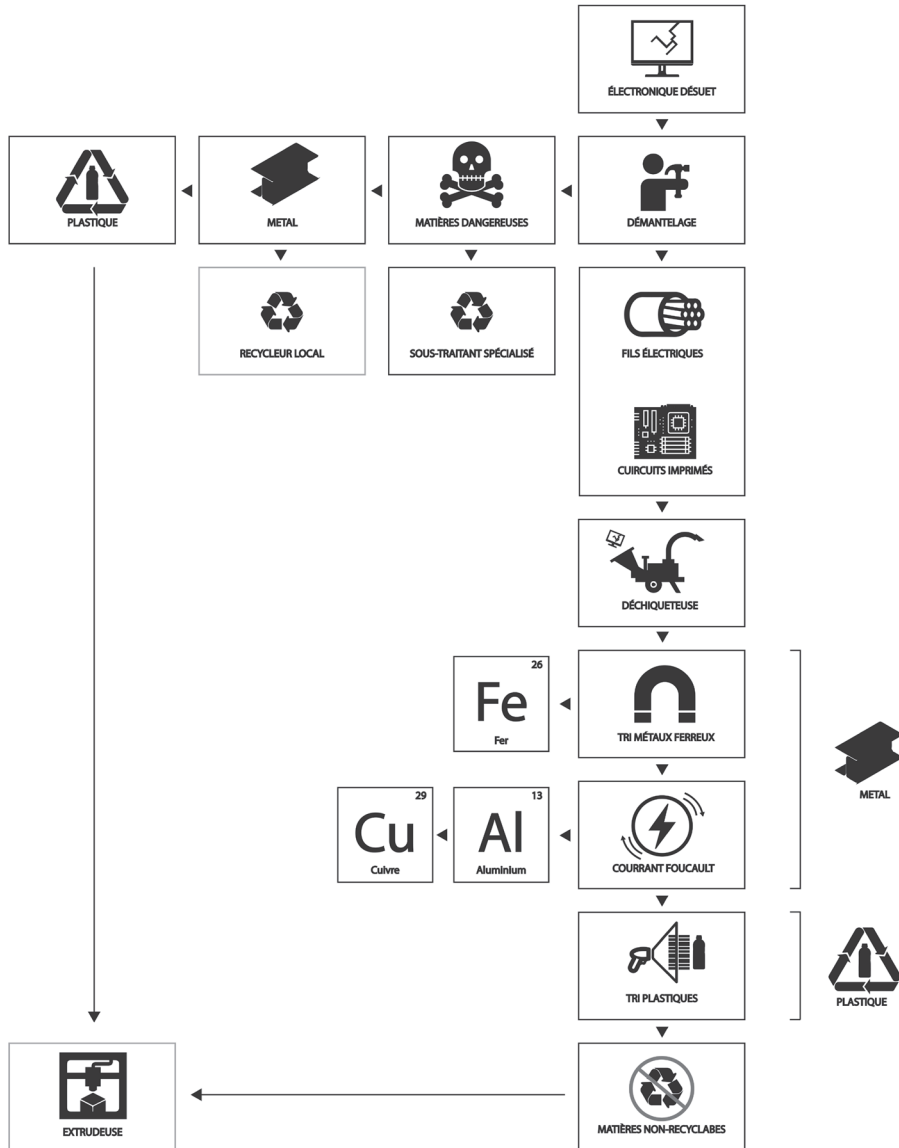 ÉLECTRONIQUE DÉSUET
PLASTIQUE
METAL
MATIÈRES DANGEREUSES
DÉMANTELAGE
RECYCLEUR LOCAL
SOUS-TRAITANT SPÉCIALISÉ
FILS ÉLECTRIQUES
CUIRCUITS IMPRIMÉS
DÉCHIQUETEUSE
26
Fe
Fer
TRI MÉTAUX FERREUX
METAL
29
Cu
Cuivre
13
Al
Aluminium
COURRANT FOUCAULT
TRI PLASTIQUES
PLASTIQUE
EXTRUDEUSE
MATIÈRES NON-RECYCLABES